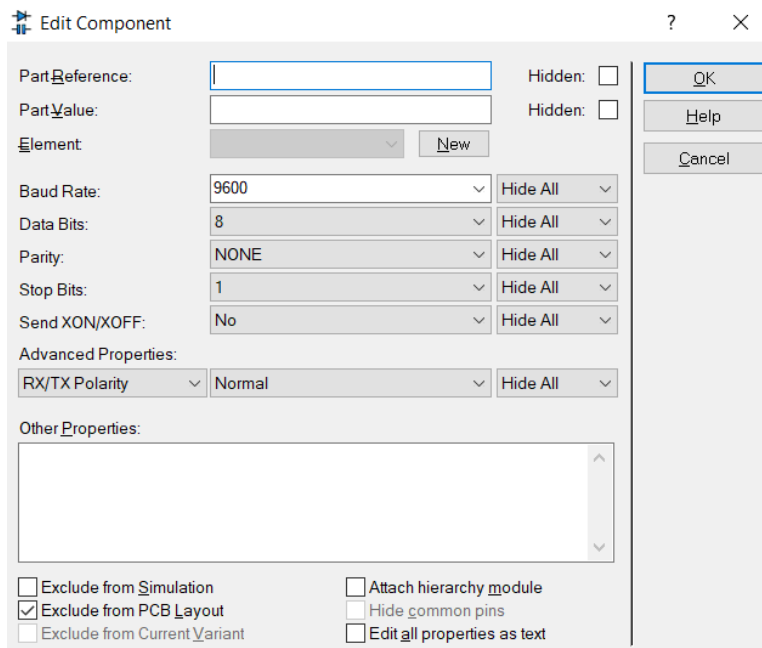 Edit Component ? ×
Part Reference: Hidden: OK
Part Value: Hidden: Help
Element: New Cancel
Baud Rate: 9600 Hide All
Data Bits: 8 Hide All
Parity: NONE Hide All
Stop Bits: 1 Hide All
Send XON/XOFF: No Hide All
Advanced Properties:
RX/TX Polarity Normal Hide All
Other Properties:
Exclude from Simulation Attach hierarchy module
Exclude from PCB Layout Hide common pins
Exclude from Current Variant Edit all properties as text